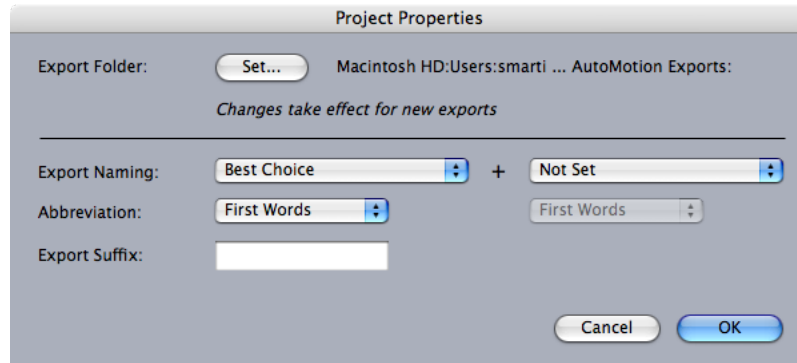 Project Properties
Export Folder: Set... Macintosh HD:Users:smarti ... AutoMotion Exports:
Changes take effect for new exports
Export Naming: Best Choice + Not Set
Abbreviation: First Words First Words
Export Suffix:
Cancel OK